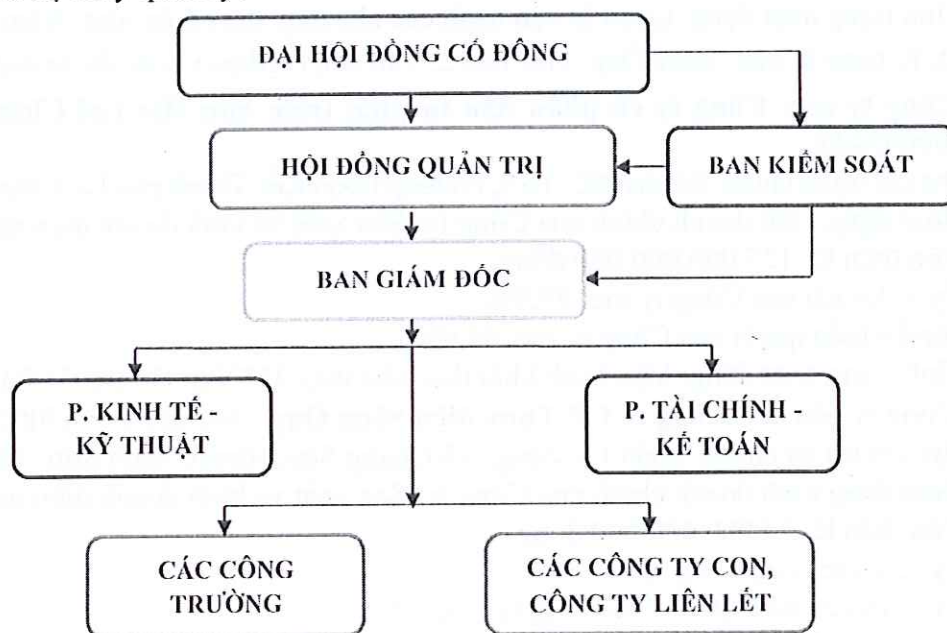 ĐẠI HỘI ĐỒNG CỔ ĐÔNG
HỘI ĐỒNG QUẢN TRỊ
BAN KIỂM SOÁT
BAN GIÁM ĐỐC
P. KINH TẾ -
KỸ THUẬT
P. TÀI CHÍNH -
KẾ TOÁN
CÁC CÔNG
TRƯỜNG
CÁC CÔNG TY CON,
CÔNG TY LIÊN LẾT